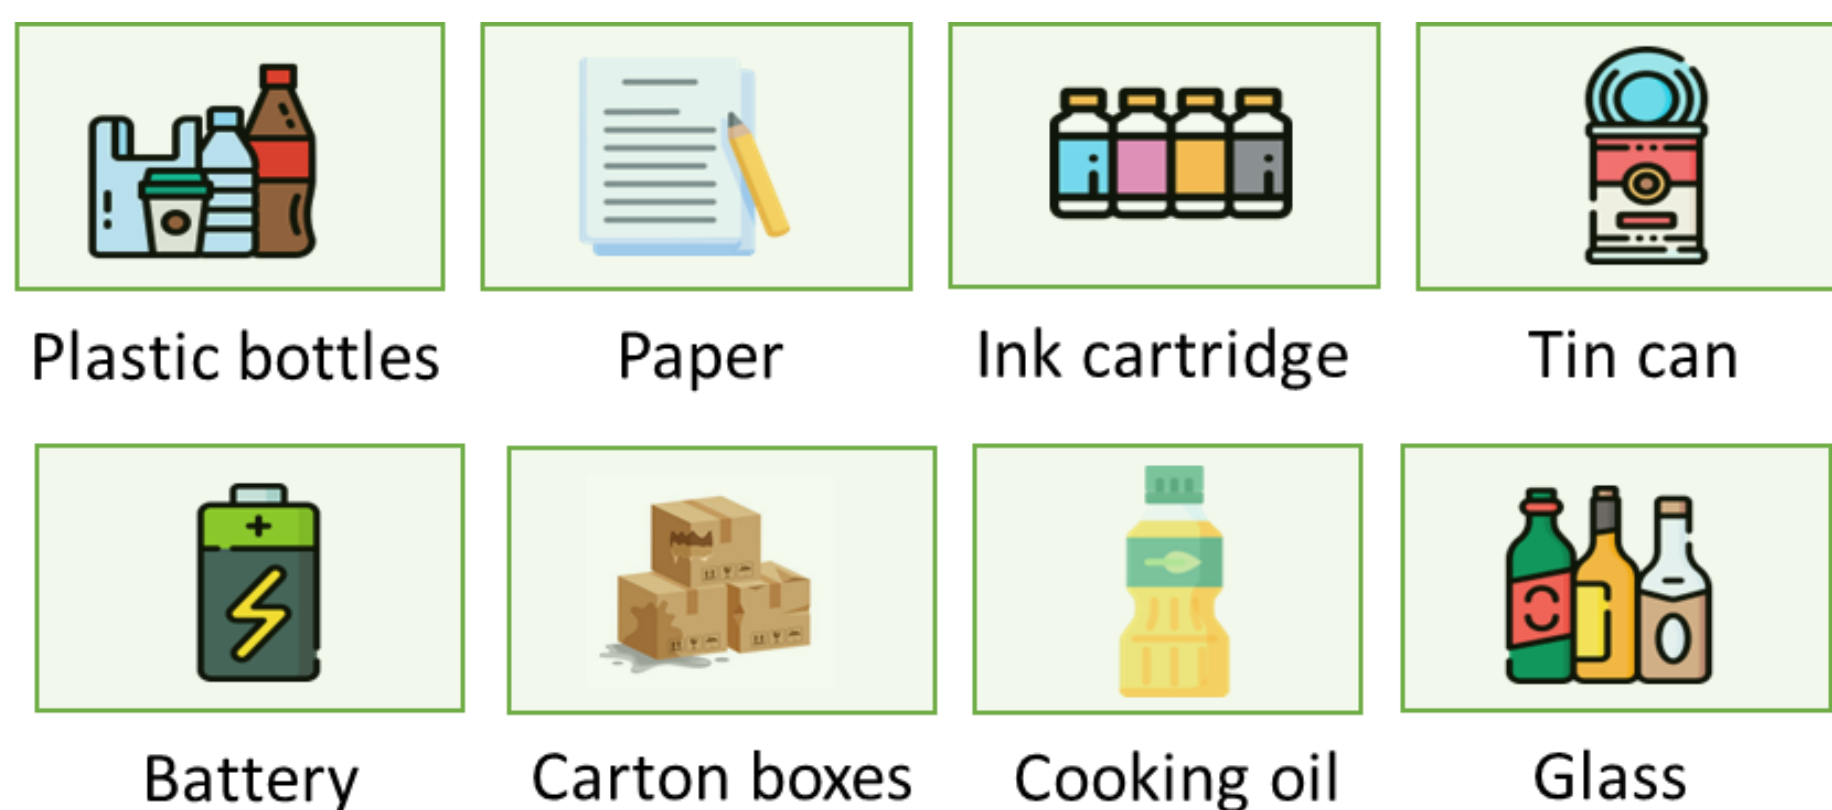 Plastic bottles
Paper
Ink cartridge
Tin can
Battery
Carton boxes
Cooking oil
Glass